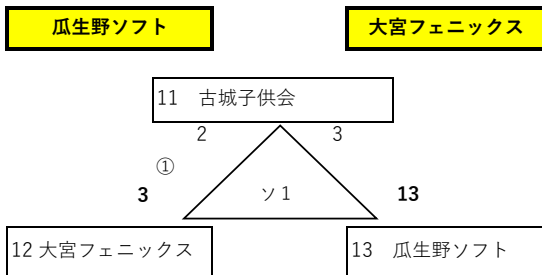 瓜生野ソフト 大宮フェニックス
11 古城子供会
2 3
①
3 ソ1 13
12 大宮フェニックス 13 瓜生野ソフト